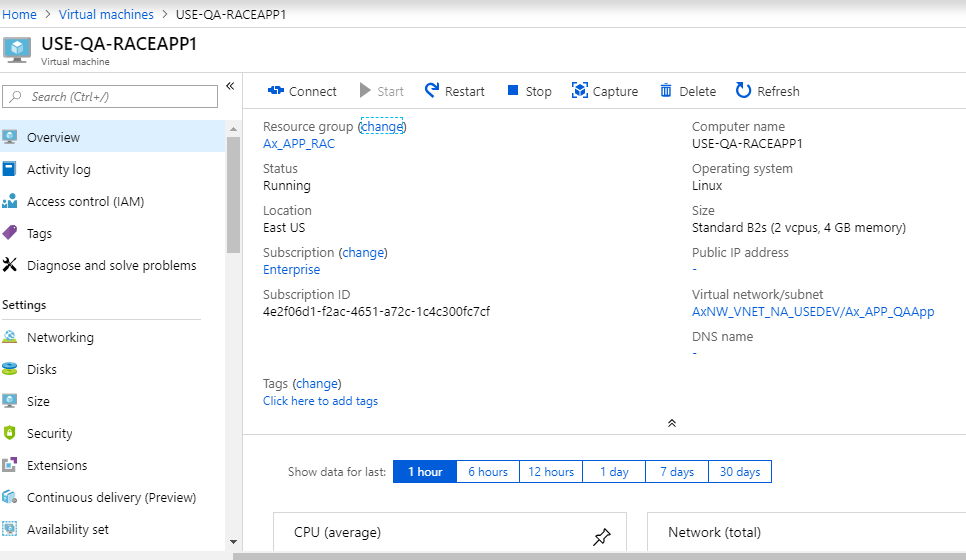 Home > Virtual machines > USE-QA-RACEAPP1
USE-QA-RACEAPP1
Virtual machine
Search (Ctrl+/)
«
Overview
Activity log
Access control (IAM)
Tags
Diagnose and solve problems
Settings
Networking
Disks
Size
Security
Extensions
Continuous delivery (Preview)
Availability set
Connect Start Restart Stop Capture Delete Refresh
Resource group (change)
Ax_APP_RAC
Status
Running
Location
East US
Subscription (change)
Enterprise
Subscription ID
4e2f06d1-f2ac-4651-a72c-1c4c300fc7cf
Computer name
USE-QA-RACEAPP1
Operating system
Linux
Size
Standard B2s (2 vcpus, 4 GB memory)
Public IP address
-
Virtual network/subnet
AxNW_VNET_NA_USEDEV/Ax_APP_QAApp
DNS name
-
Tags (change)
Click here to add tags
Show data for last: 1 hour 6 hours 12 hours 1 day 7 days 30 days
CPU (average)
Network (total)